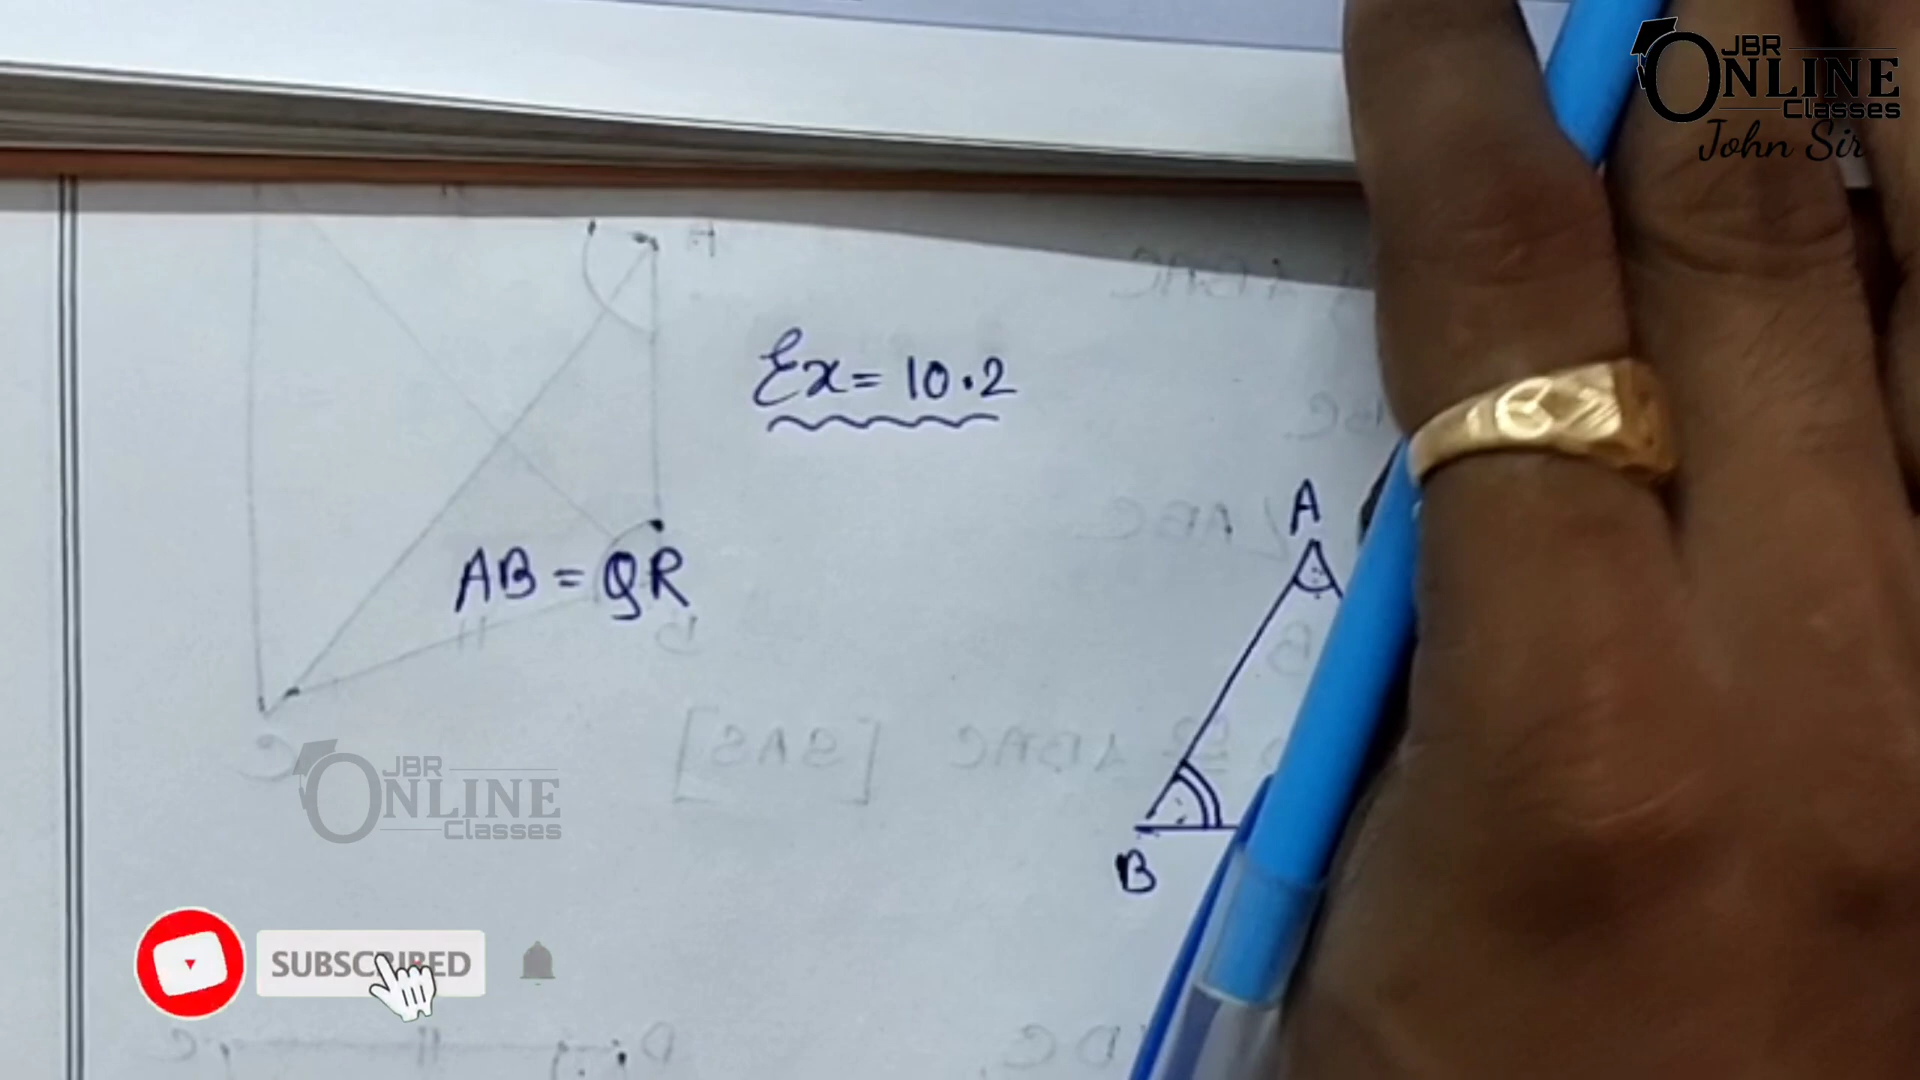 JBR
ONLINE
Classes
John Sir
Ex = 10.2
A
AB = QR
B
JBR
ONLINE
Classes
SUBSCRIBED